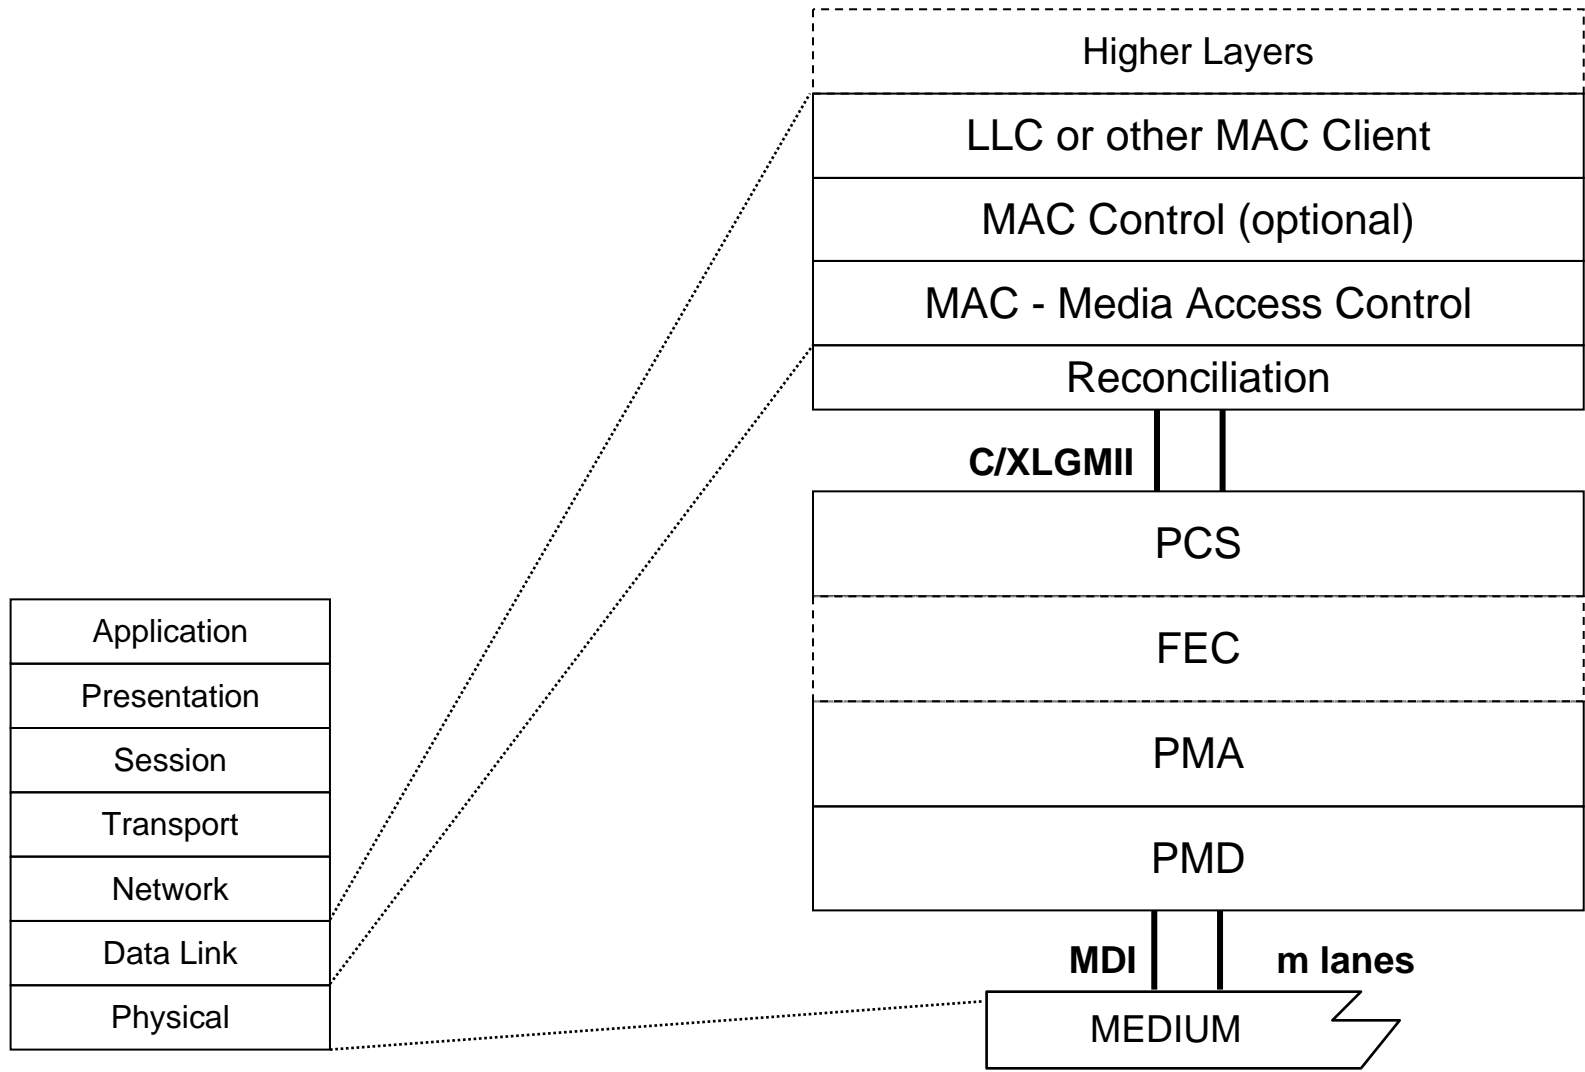 Higher Layers
LLC or other MAC Client
MAC Control (optional)
MAC - Media Access Control
Reconciliation
C/XLGMII
PCS
FEC
PMA
PMD
MDI
m lanes
MEDIUM
Application
Presentation
Session
Transport
Network
Data Link
Physical